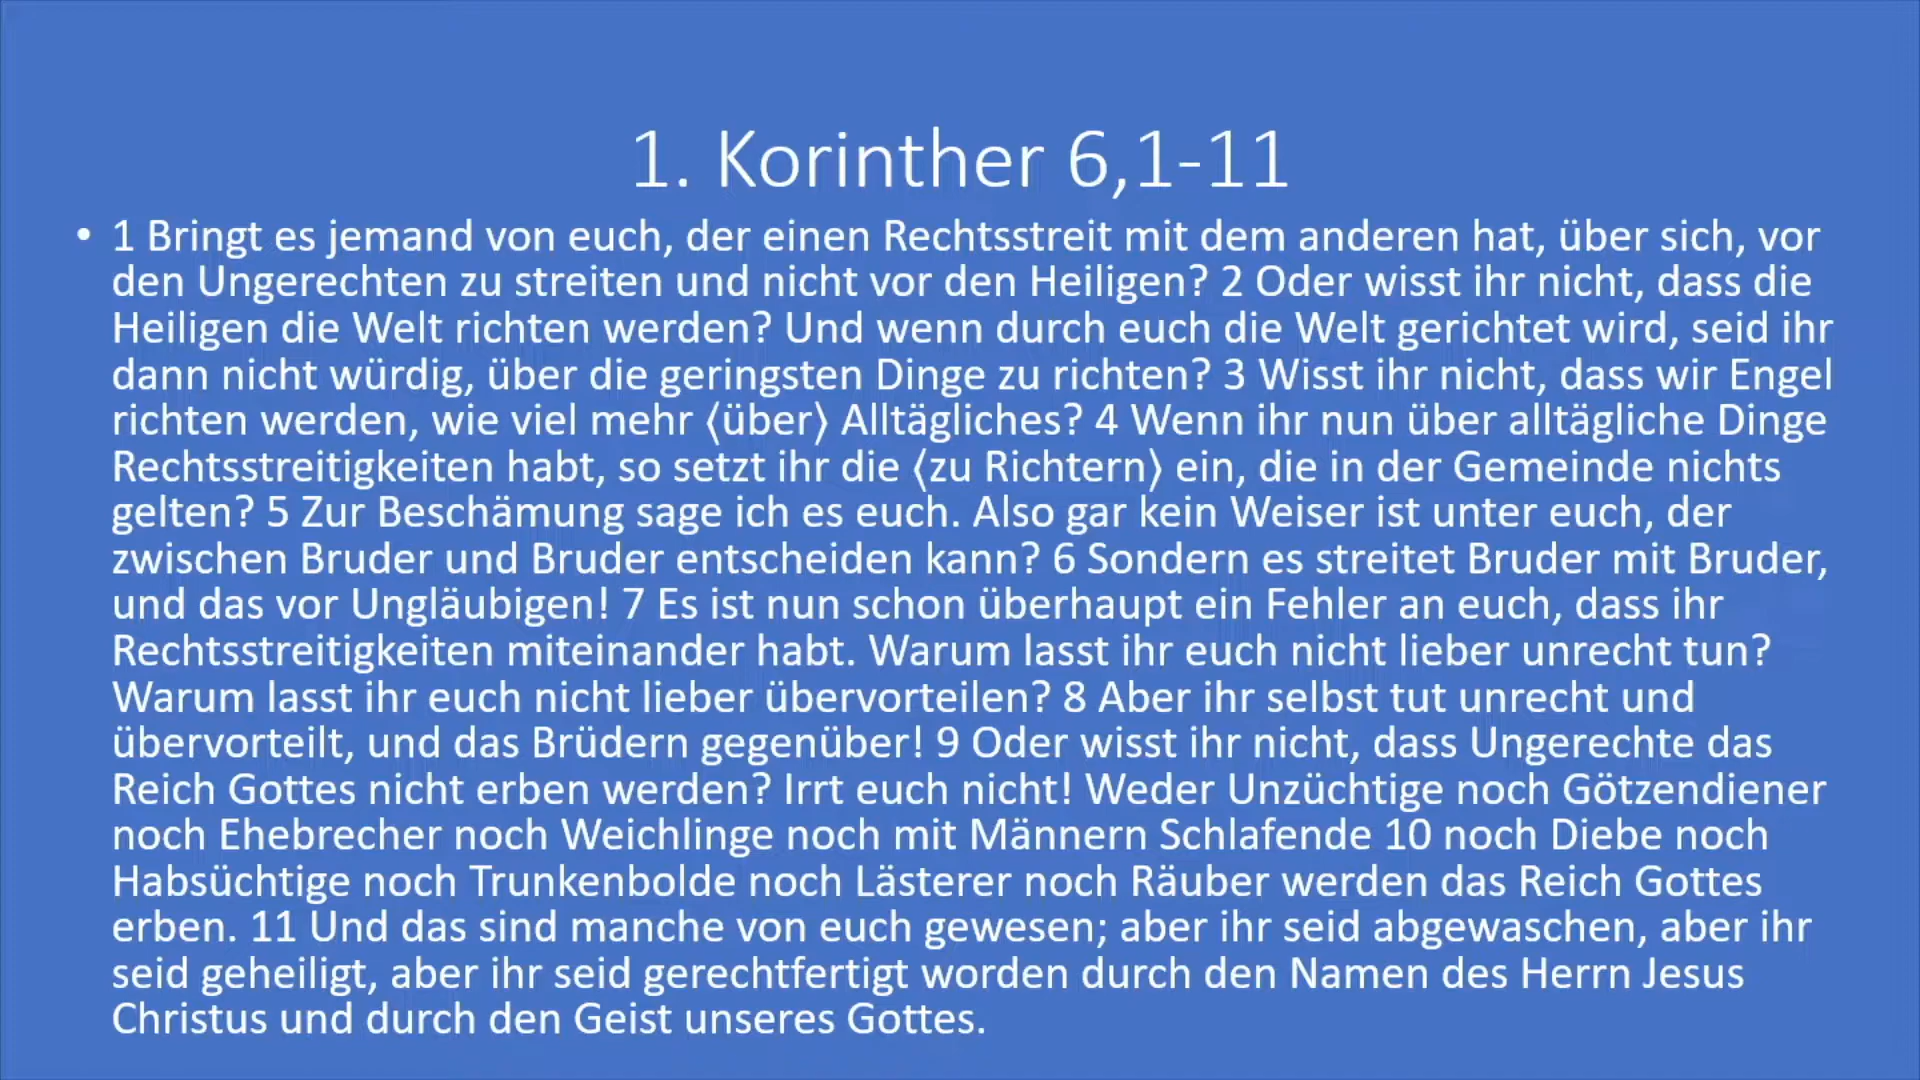 1. Korinther 6,1-11
• 1 Bringt es jemand von euch, der einen Rechtsstreit mit dem anderen hat, über sich, vor
den Ungerechten zu streiten und nicht vor den Heiligen? 2 Oder wisst ihr nicht, dass die
Heiligen die Welt richten werden? Und wenn durch euch die Welt gerichtet wird, seid ihr
dann nicht würdig, über die geringsten Dinge zu richten? 3 Wisst ihr nicht, dass wir Engel
richten werden, wie viel mehr ⟨über⟩ Alltägliches? 4 Wenn ihr nun über alltägliche Dinge
Rechtsstreitigkeiten habt, so setzt ihr die ⟨zu Richtern⟩ ein, die in der Gemeinde nichts
gelten? 5 Zur Beschämung sage ich es euch. Also gar kein Weiser ist unter euch, der
zwischen Bruder und Bruder entscheiden kann? 6 Sondern es streitet Bruder mit Bruder,
und das vor Ungläubigen! 7 Es ist nun schon überhaupt ein Fehler an euch, dass ihr
Rechtsstreitigkeiten miteinander habt. Warum lasst ihr euch nicht lieber unrecht tun?
Warum lasst ihr euch nicht lieber übervorteilen? 8 Aber ihr selbst tut unrecht und
übervorteilt, und das Brüdern gegenüber! 9 Oder wisst ihr nicht, dass Ungerechte das
Reich Gottes nicht erben werden? Irrt euch nicht! Weder Unzüchtige noch Götzendiener
noch Ehebrecher noch Weichlinge noch mit Männern Schlafende 10 noch Diebe noch
Habsüchtige noch Trunkenbolde noch Lästerer noch Räuber werden das Reich Gottes
erben. 11 Und das sind manche von euch gewesen; aber ihr seid abgewaschen, aber ihr
seid geheiligt, aber ihr seid gerechtfertigt worden durch den Namen des Herrn Jesus
Christus und durch den Geist unseres Gottes.